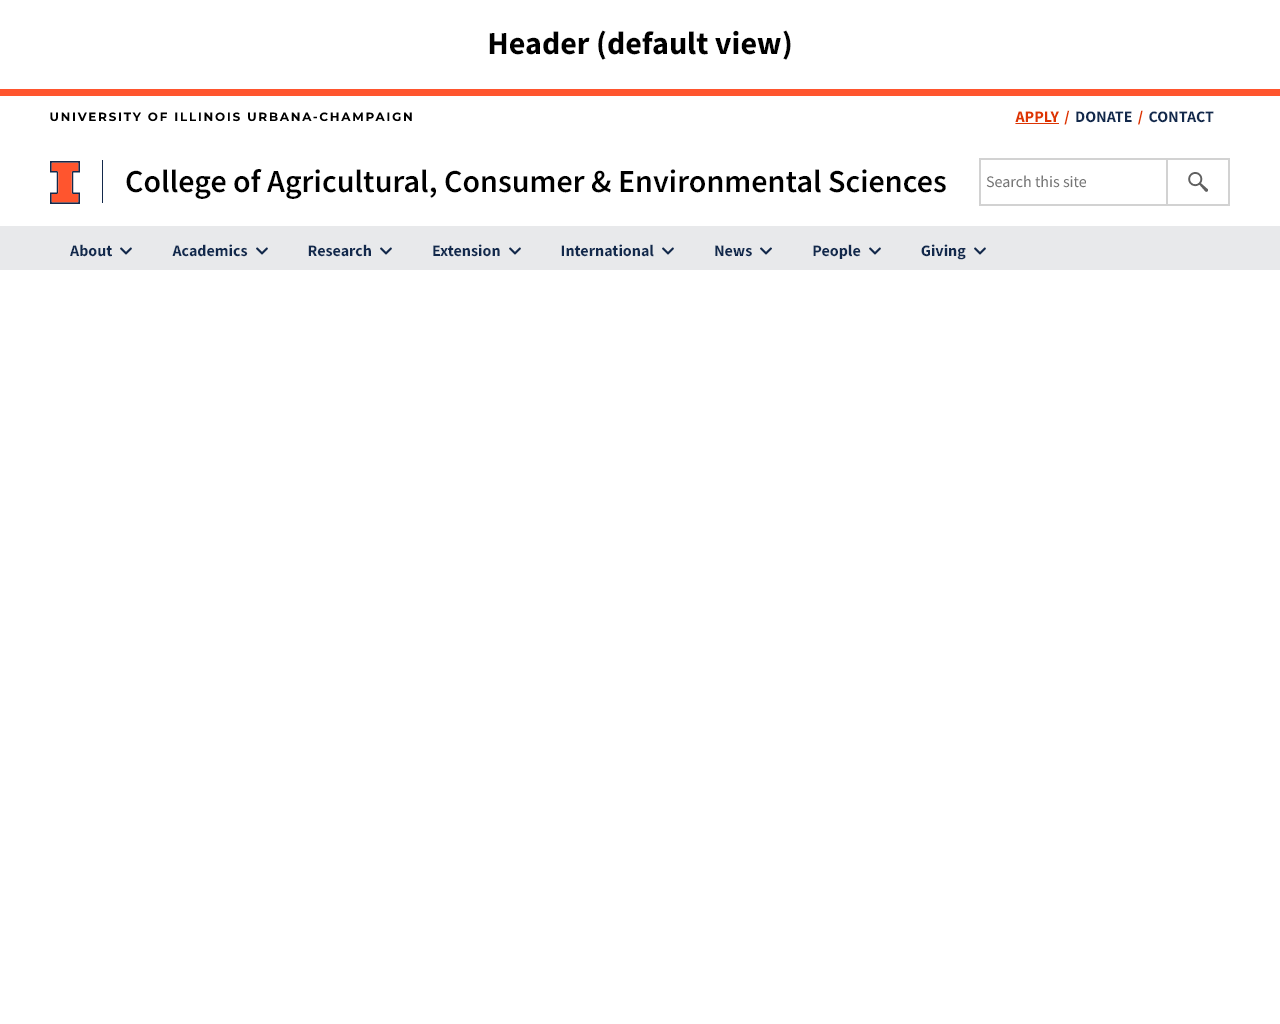 Header (default view)
UNIVERSITY OF ILLINOIS URBANA-CHAMPAIGN
APPLY / DONATE / CONTACT
College of Agricultural, Consumer & Environmental Sciences
Search this site
About Academics Research Extension International News People Giving